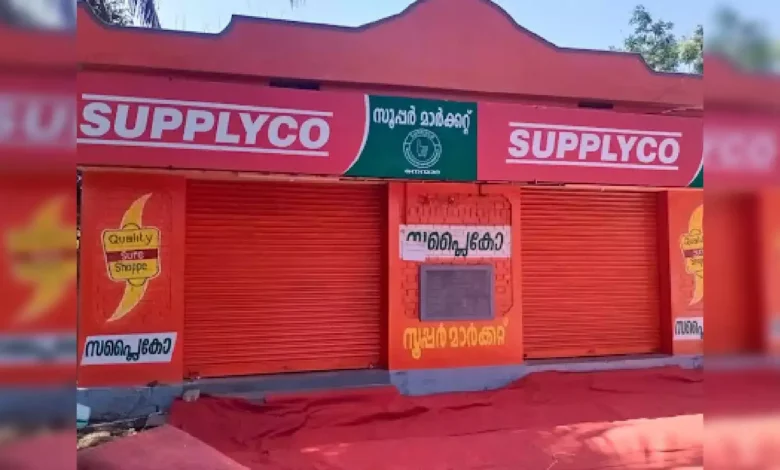 SUPPLYCO
സൂപ്പർ മാർക്കറ്റ്
SUPPLYCO
Quality
Sure
Shoppe
സപ്ലൈകോ
സപ്ലൈകോ
സൂപ്പർ മാർക്കറ്റ്